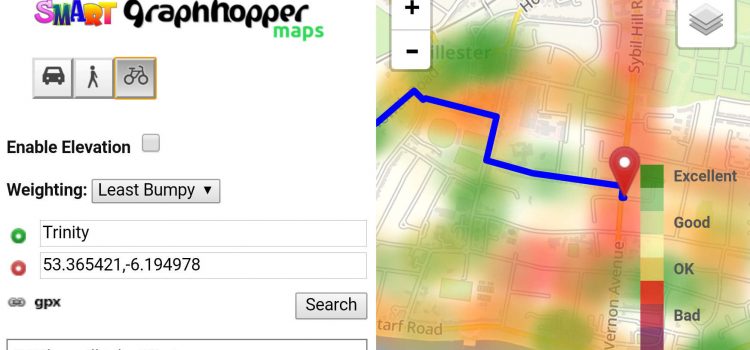 SMART Graphhopper
maps
Enable Elevation
Weighting: Least Bumpy ▼
Trinity
53.365421,-6.194978
gpx
Search
+
-
llester
Sybil Hill R
Vernon Avenue
tarf Road
Excellent
Good
OK
Bad